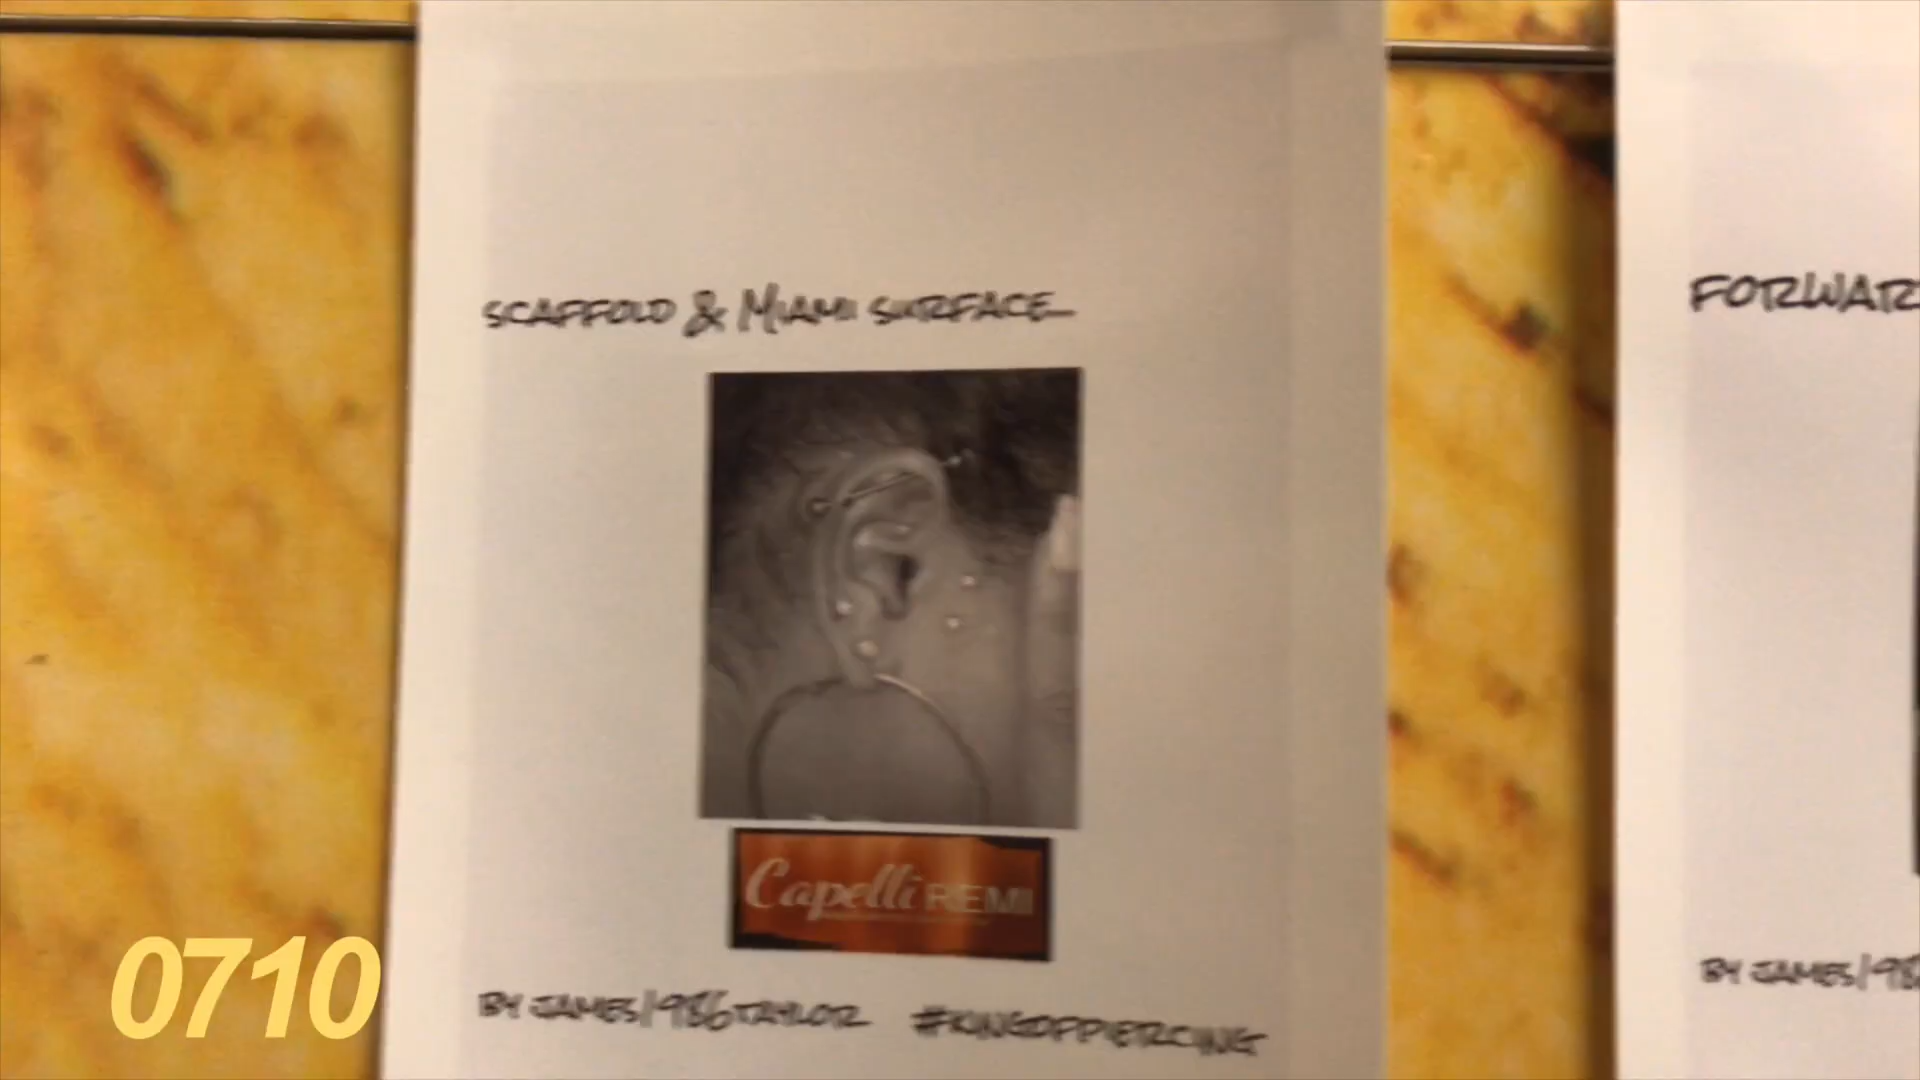 SCAFFOLD & MIAMI SURFACE
Capelli REMI
BY JAMES1986TAYLOR #KINGOFPIERCING
FORWAR
BY JAMES198
0710